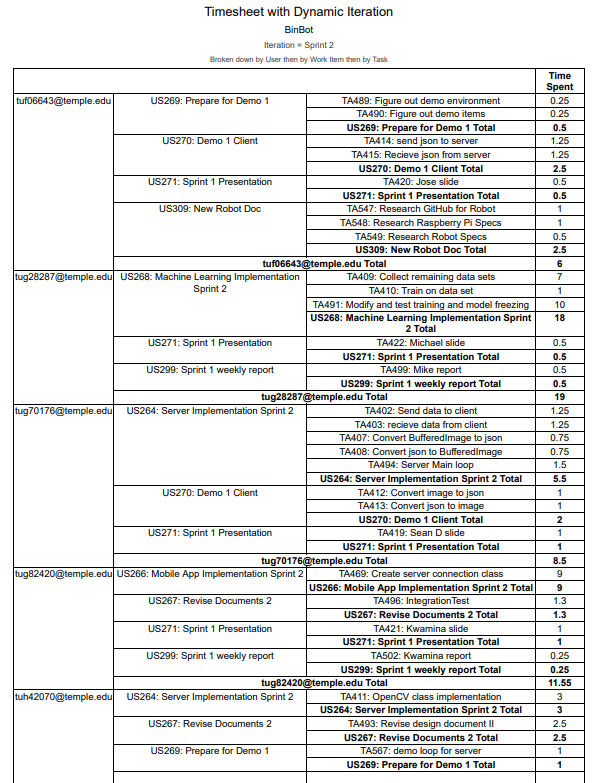 Timesheet with Dynamic Iteration
BinBot
Iteration = Sprint 2
Broken down by User then by Work Item then by Task
Time Spent
tuf06643@temple.edu US269: Prepare for Demo 1 TA489: Figure out demo environment 0.25
TA490: Figure out demo items 0.25
US269: Prepare for Demo 1 Total 0.5
US270: Demo 1 Client TA414: send json to server 1.25
TA415: Recieve json from server 1.25
US270: Demo 1 Client Total 2.5
US271: Sprint 1 Presentation TA420: Jose slide 0.5
US271: Sprint 1 Presentation Total 0.5
US309: New Robot Doc TA547: Research GitHub for Robot 1
TA548: Research Raspberry Pi Specs 1
TA549: Research Robot Specs 0.5
US309: New Robot Doc Total 2.5
tuf06643@temple.edu Total 6
tug28287@temple.edu US268: Machine Learning Implementation Sprint 2 TA409: Collect remaining data sets 7
TA410: Train on data set 1
TA491: Modify and test training and model freezing 10
US268: Machine Learning Implementation Sprint 2 Total 18
US271: Sprint 1 Presentation TA422: Michael slide 0.5
US271: Sprint 1 Presentation Total 0.5
US299: Sprint 1 weekly report TA499: Mike report 0.5
US299: Sprint 1 weekly report Total 0.5
tug28287@temple.edu Total 19
tug70176@temple.edu US264: Server Implementation Sprint 2 TA402: Send data to client 1.25
TA403: recieve data from client 1.25
TA407: Convert BufferedImage to json 0.75
TA408: Convert json to BufferedImage 0.75
TA494: Server Main loop 1.5
US264: Server Implementation Sprint 2 Total 5.5
US270: Demo 1 Client TA412: Convert image to json 1
TA413: Convert json to image 1
US270: Demo 1 Client Total 2
US271: Sprint 1 Presentation TA419: Sean D slide 1
US271: Sprint 1 Presentation Total 1
tug70176@temple.edu Total 8.5
tug82420@temple.edu US266: Mobile App Implementation Sprint 2 TA469: Create server connection class 9
US266: Mobile App Implementation Sprint 2 Total 9
US267: Revise Documents 2 TA496: IntegrationTest 1.3
US267: Revise Documents 2 Total 1.3
US271: Sprint 1 Presentation TA421: Kwamina slide 1
US271: Sprint 1 Presentation Total 1
US299: Sprint 1 weekly report TA502: Kwamina report 0.25
US299: Sprint 1 weekly report Total 0.25
tug82420@temple.edu Total 11.55
tuh42070@temple.edu US264: Server Implementation Sprint 2 TA411: OpenCV class implementation 3
US264: Server Implementation Sprint 2 Total 3
US267: Revise Documents 2 TA493: Revise design document II 2.5
US267: Revise Documents 2 Total 2.5
US269: Prepare for Demo 1 TA567: demo loop for server 1
US269: Prepare for Demo 1 Total 1